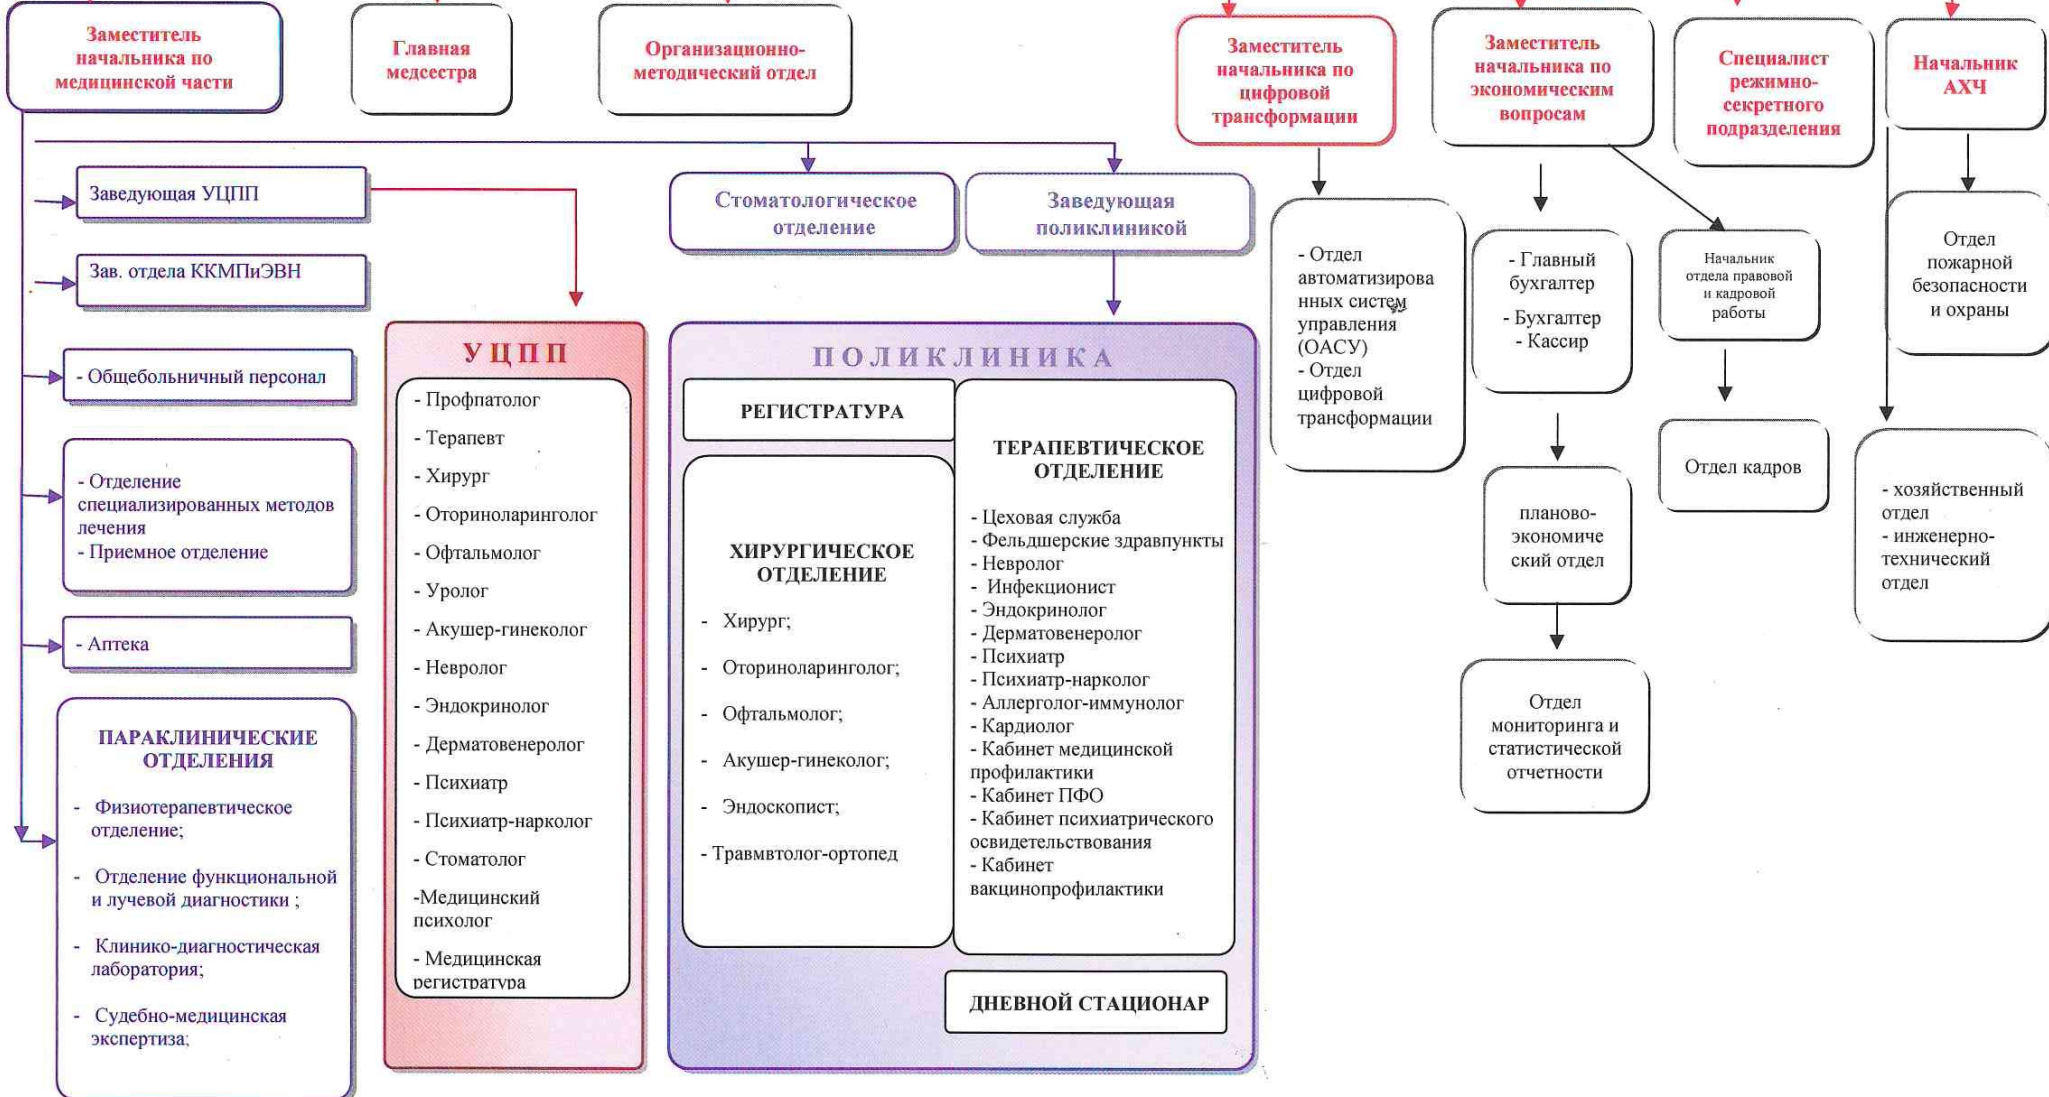 Заместитель
начальника по
медицинской части
Главная
медсестра
Организационно-
методический отдел
Заместитель
начальника по
цифровой
трансформации
Заместитель
начальника по
экономическим
вопросам
Специалист
режимно-
секретного
подразделения
Начальник
АХЧ
Заведующая УЦПП
Зав. отдела ККМПиЭВН
- Общебольничный персонал
- Отделение
специализированных методов
лечения
- Приемное отделение
- Аптека
ПАРАКЛИНИЧЕСКИЕ
ОТДЕЛЕНИЯ
- Физиотерапевтическое
отделение;
- Отделение функциональной
и лучевой диагностики ;
- Клинико-диагностическая
лаборатория;
- Судебно-медицинская
экспертиза;
УЦПП
- Профпатолог
- Терапевт
- Хирург
- Оториноларинголог
- Офтальмолог
- Уролог
- Акушер-гинеколог
- Невролог
- Эндокринолог
- Дерматовенеролог
- Психиатр
- Психиатр-нарколог
- Стоматолог
-Медицинский
психолог
- Медицинская
регистратура
Стоматологическое
отделение
Заведующая
поликлиникой
ПОЛИКЛИНИКА
РЕГИСТРАТУРА
ХИРУРГИЧЕСКОЕ
ОТДЕЛЕНИЕ
- Хирург;
- Оториноларинголог;
- Офтальмолог;
- Акушер-гинеколог;
- Эндоскопист;
- Травмвтолог-ортопед
ТЕРАПЕВТИЧЕСКОЕ
ОТДЕЛЕНИЕ
- Цеховая служба
- Фельдшерские здравпункты
- Невролог
- Инфекционист
- Эндокринолог
- Дерматовенеролог
- Психиатр
- Психиатр-нарколог
- Аллерголог-иммунолог
- Кардиолог
- Кабинет медицинской
профилактики
- Кабинет ПФО
- Кабинет психиатрического
освидетельствования
- Кабинет
вакцинопрофилактики
ДНЕВНОЙ СТАЦИОНАР
- Отдел
автоматизирова
нных систем
управления
(ОАСУ)
- Отдел
цифровой
трансформации
- Главный
бухгалтер
- Бухгалтер
- Кассир
планово-
экономиче
ский отдел
Отдел
мониторинга и
статистической
отчетности
Начальник
отдела правовой
и кадровой
работы
Отдел кадров
Отдел
пожарной
безопасности
и охраны
- хозяйственный
отдел
- инженерно-
технический
отдел